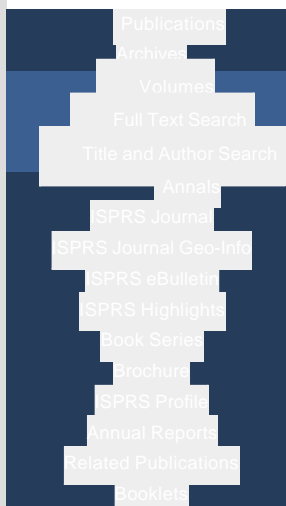 Publications
Archives
Volumes
Full Text Search
Title and Author Search
Annals
ISPRS Journal
ISPRS Journal Geo-Info
ISPRS eBulletin
ISPRS Highlights
Book Series
Brochure
ISPRS Profile
Annual Reports
Related Publications
Booklets